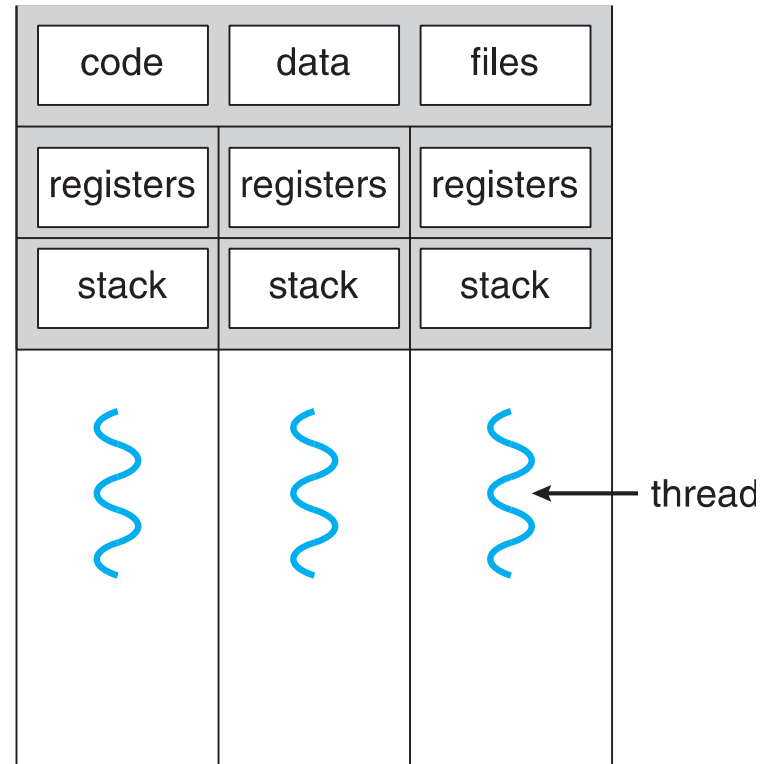 code data files
registers registers registers
stack stack stack
thread